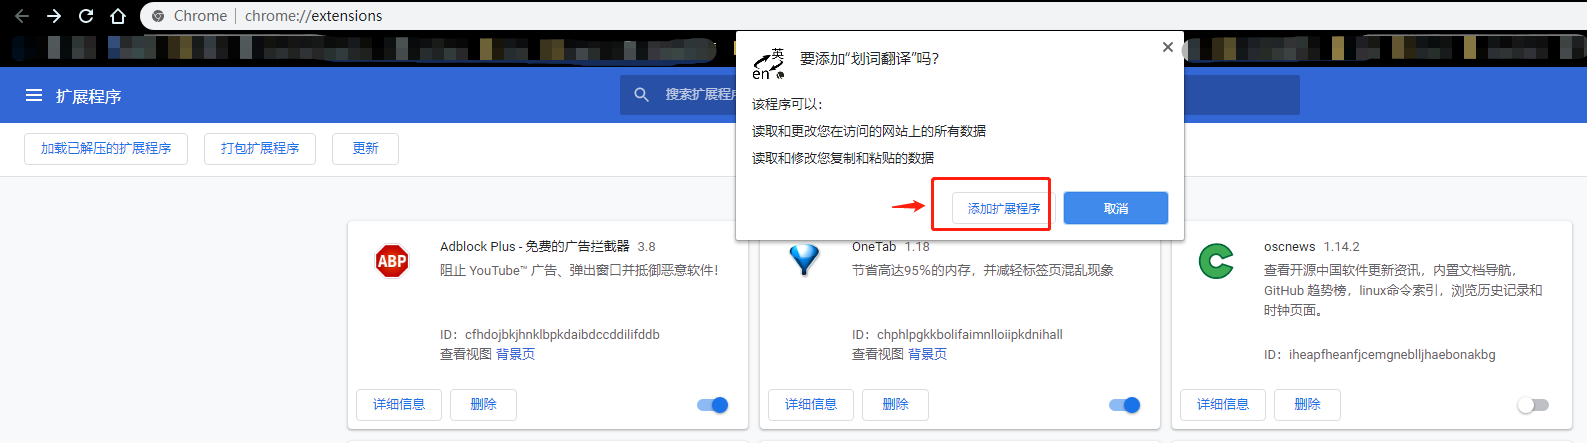 Chrome | chrome://extensions
英
en
要添加“划词翻译”吗？
扩展程序
搜索扩展程序
该程序可以：
读取和更改您在访问的网站上的所有数据
读取和修改您复制和粘贴的数据
加载已解压的扩展程序
打包扩展程序
更新
添加扩展程序
取消
ABP
Adblock Plus - 免费的广告拦截器 3.8
阻止 YouTube™ 广告、弹出窗口并抵御恶意软件！
ID：cfhdojbkjhnklbpkdaibdccddilifddb
查看视图 背景页
详细信息
删除
OneTab 1.18
节省高达95%的内存，并减轻标签页混乱现象
ID：chphlpgkkbolifaimnlloiipkdnihall
查看视图 背景页
详细信息
删除
oscnews 1.14.2
查看开源中国软件更新资讯，内置文档导航，
GitHub 趋势榜，linux命令索引，浏览历史记录和
时钟页面。
ID：iheapfheanfjcemgneblljhaebonakbg
详细信息
删除